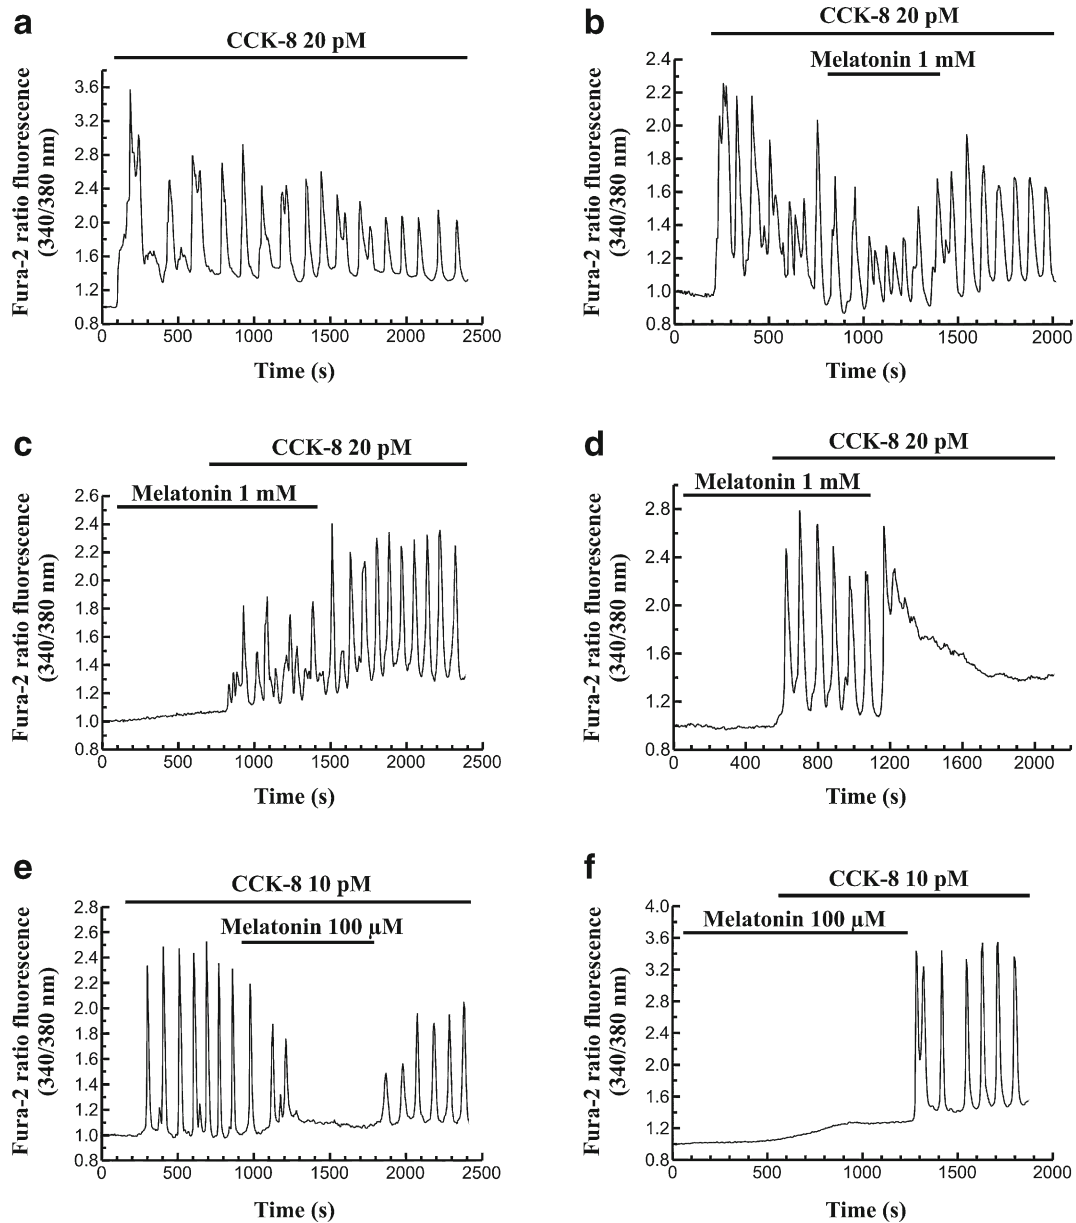 a
CCK-8 20 pM
Fura-2 ratio fluorescence
(340/380 nm)
3.6
3.2
2.8
2.4
2.0
1.6
1.2
0.8
0 500 1000 1500 2000 2500
Time (s)
b
CCK-8 20 pM
Melatonin 1 mM
Fura-2 ratio fluorescence
(340/380 nm)
2.4
2.2
2.0
1.8
1.6
1.4
1.2
1.0
0.8
0 500 1000 1500 2000
Time (s)
c
CCK-8 20 pM
Melatonin 1 mM
Fura-2 ratio fluorescence
(340/380 nm)
2.6
2.4
2.2
2.0
1.8
1.6
1.4
1.2
1.0
0.8
0 500 1000 1500 2000 2500
Time (s)
d
CCK-8 20 pM
Melatonin 1 mM
Fura-2 ratio fluorescence
(340/380 nm)
2.8
2.4
2.0
1.6
1.2
0.8
0 400 800 1200 1600 2000
Time (s)
e
CCK-8 10 pM
Melatonin 100 µM
Fura-2 ratio fluorescence
(340/380 nm)
2.8
2.6
2.4
2.2
2.0
1.8
1.6
1.4
1.2
1.0
0.8
0 500 1000 1500 2000 2500
Time (s)
f
CCK-8 10 pM
Melatonin 100 µM
Fura-2 ratio fluorescence
(340/380 nm)
4.0
3.6
3.2
2.8
2.4
2.0
1.6
1.2
0.8
0 500 1000 1500 2000
Time (s)